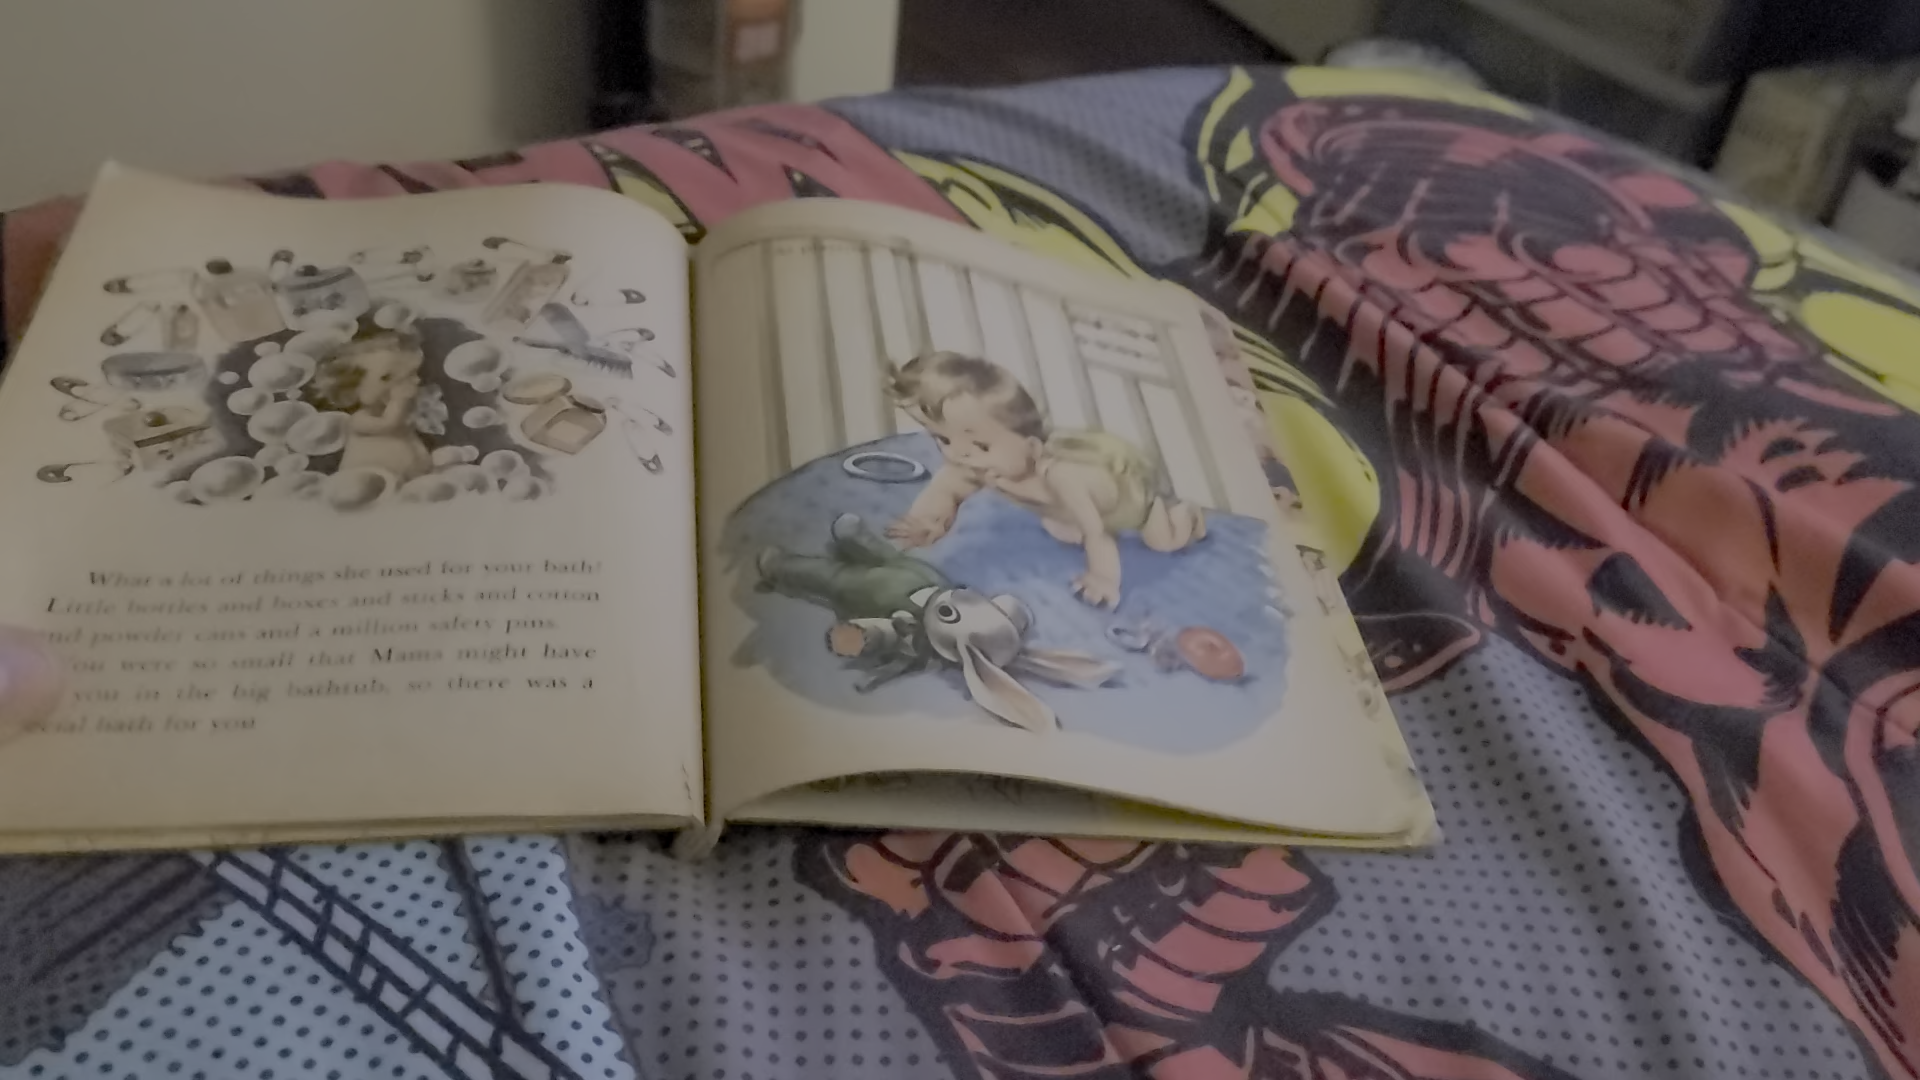 What a lot of things she used for your bath!
Little bottles and boxes and sticks and cotton
and powder cans and a million safety pins.
You were so small that Mama might have
you in the big bathtub, so there was a
special bath for you